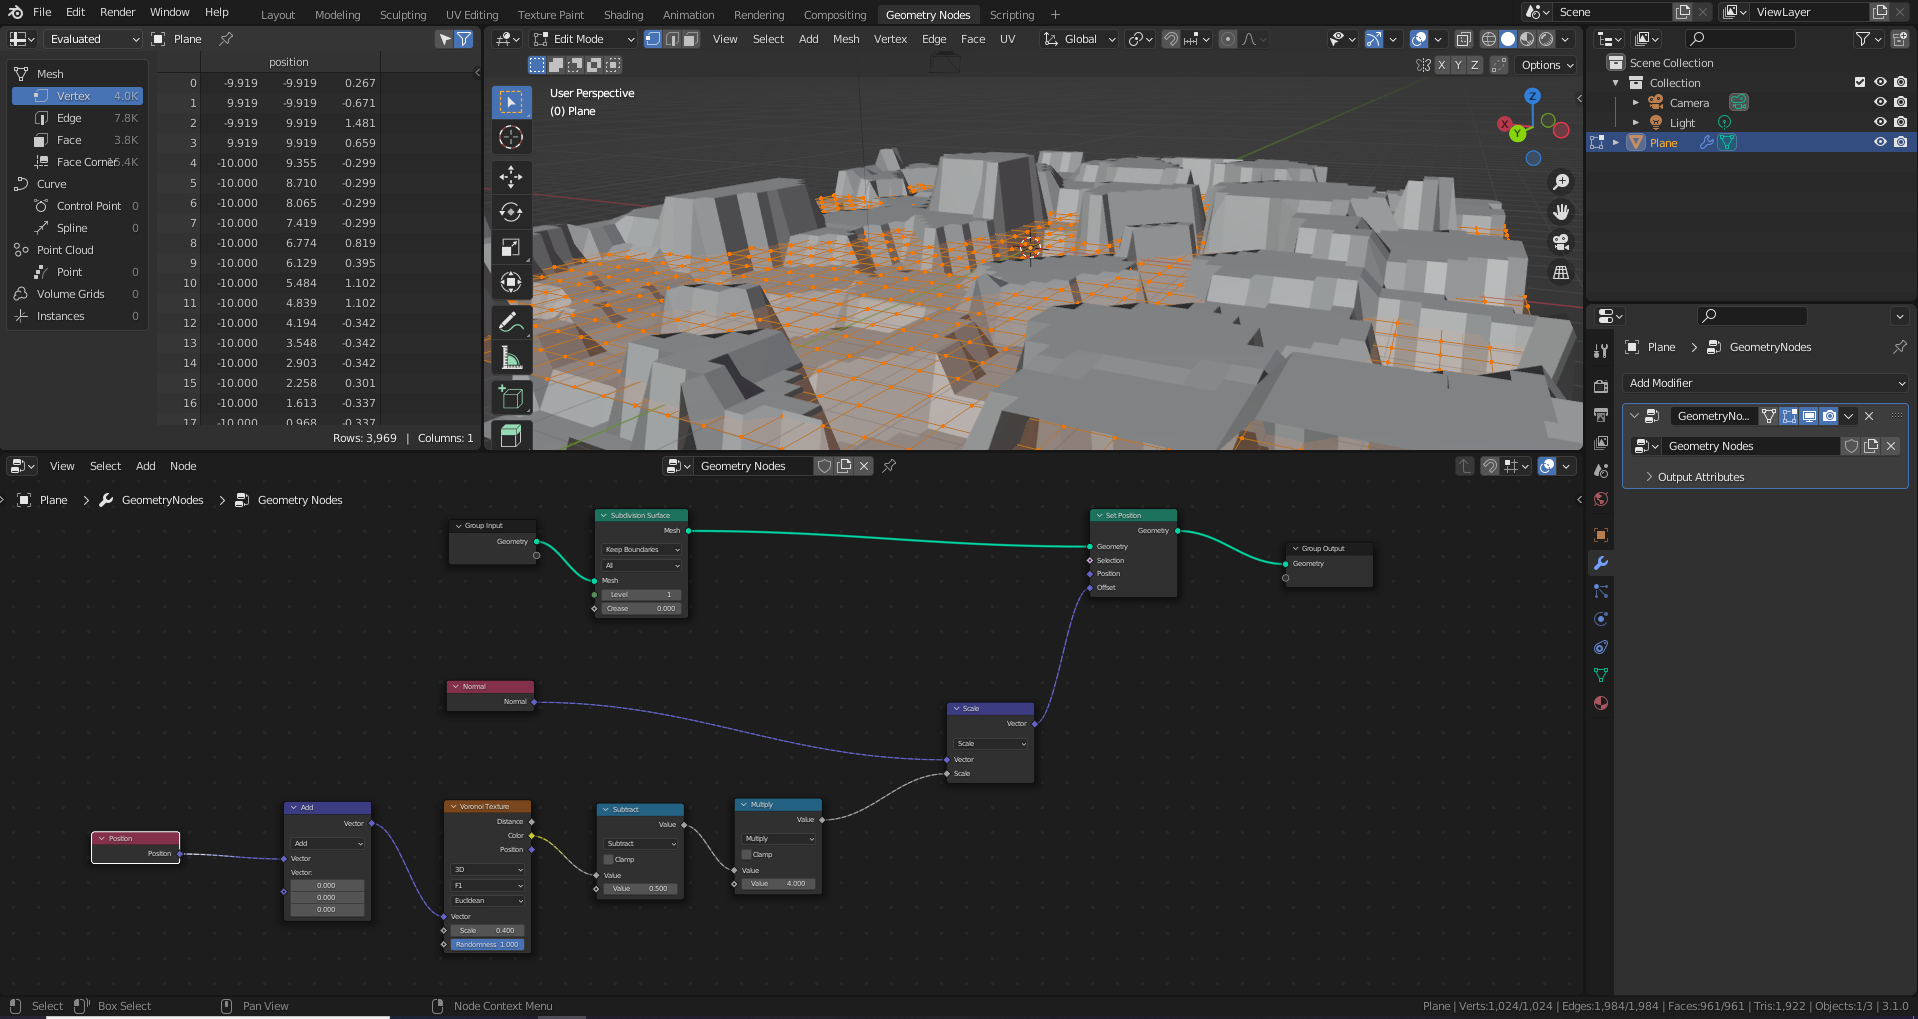 File Edit Render Window Help Layout Modeling Sculpting UV Editing Texture Paint Shading Animation Rendering Compositing Geometry Nodes Scripting + Scene ViewLayer
Evaluated Plane
Edit Mode View Select Add Mesh Vertex Edge Face UV Global
X Y Z Options
position
Mesh
Vertex 4.0K
Edge 7.8K
Face 3.8K
Face Corner 15.4K
Curve
Control Point 0
Spline 0
Point Cloud
Point 0
Volume Grids 0
Instances 0
0 -9.919 -9.919 0.267
1 9.919 -9.919 -0.671
2 -9.919 9.919 1.481
3 9.919 9.919 0.659
4 -10.000 9.355 -0.299
5 -10.000 8.710 -0.299
6 -10.000 8.065 -0.299
7 -10.000 7.419 -0.299
8 -10.000 6.774 0.819
9 -10.000 6.129 0.395
10 -10.000 5.484 1.102
11 -10.000 4.839 1.102
12 -10.000 4.194 -0.342
13 -10.000 3.548 -0.342
14 -10.000 2.903 -0.342
15 -10.000 2.258 0.301
16 -10.000 1.613 -0.337
17 -10.000 0.968 -0.337
Rows: 3,969 | Columns: 1
User Perspective
(0) Plane
Z
X
Y
Scene Collection
Collection
Camera
Light
Plane
Plane > GeometryNodes
Add Modifier
GeometryNo...
Geometry Nodes
Output Attributes
View Select Add Node Geometry Nodes
Plane > GeometryNodes > Geometry Nodes
Group Input
Geometry
Subdivision Surface
Mesh
Keep Boundaries
All
Mesh
Level 1
Crease 0.000
Set Position
Geometry
Geometry
Selection
Position
Offset
Group Output
Geometry
Normal
Normal
Scale
Vector
Scale
Vector
Scale
Position
Position
Add
Vector
Add
Vector
Vector:
0.000
0.000
0.000
Voronoi Texture
Distance
Color
Position
3D
F1
Euclidean
Vector
Scale 0.400
Randomness 1.000
Subtract
Value
Subtract
Clamp
Value
Value 0.500
Multiply
Value
Multiply
Clamp
Value
Value 4.000
Select Box Select Pan View Node Context Menu
Plane | Verts:1,024/1,024 | Edges:1,984/1,984 | Faces:961/961 | Tris:1,922 | Objects:1/3 | 3.1.0